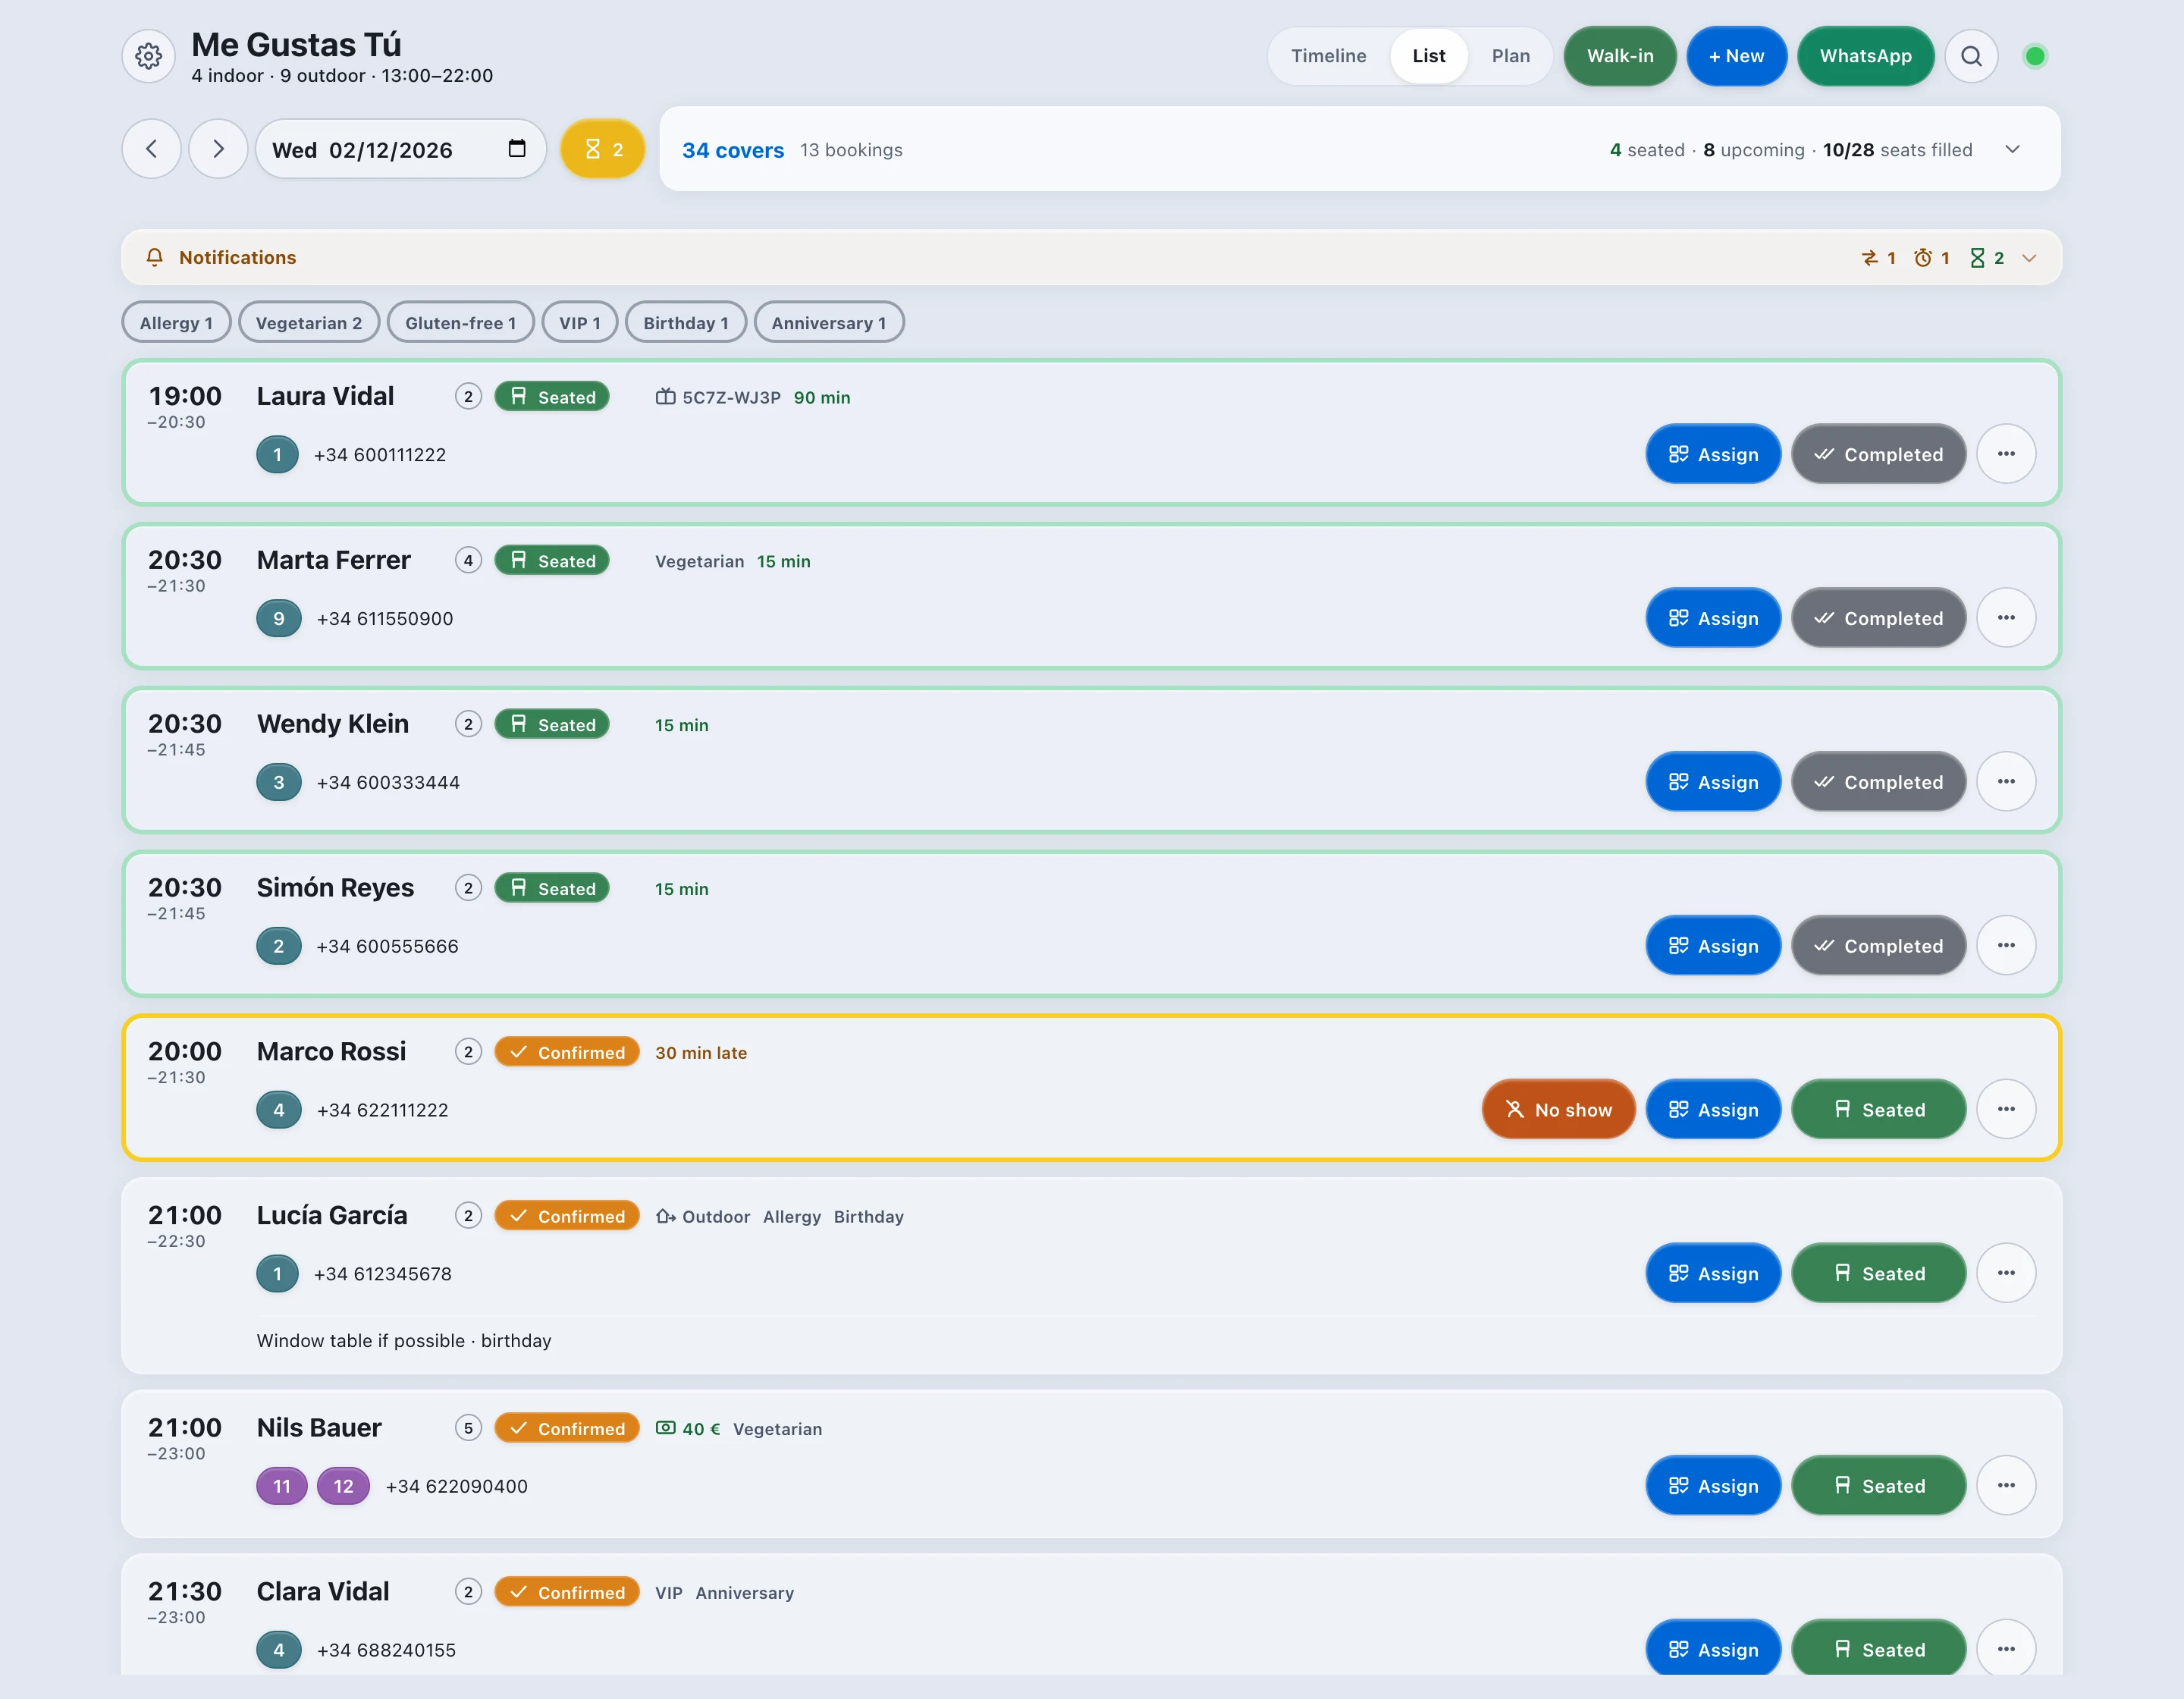 Me Gustas Tú
4 indoor · 9 outdoor · 13:00–22:00
Timeline List Plan Walk-in + New WhatsApp
Wed 02/12/2026 2
34 covers 13 bookings 4 seated · 8 upcoming · 10/28 seats filled
Notifications 1 1 2
Allergy 1 Vegetarian 2 Gluten-free 1 VIP 1 Birthday 1 Anniversary 1
19:00 Laura Vidal 2 Seated 5C7Z-WJ3P 90 min
–20:30
1 +34 600111222 Assign Completed
20:30 Marta Ferrer 4 Seated Vegetarian 15 min
–21:30
9 +34 611550900 Assign Completed
20:30 Wendy Klein 2 Seated 15 min
–21:45
3 +34 600333444 Assign Completed
20:30 Simón Reyes 2 Seated 15 min
–21:45
2 +34 600555666 Assign Completed
20:00 Marco Rossi 2 Confirmed 30 min late
–21:30
4 +34 622111222 No show Assign Seated
21:00 Lucía García 2 Confirmed Outdoor Allergy Birthday
–22:30
1 +34 612345678 Assign Seated
Window table if possible · birthday
21:00 Nils Bauer 5 Confirmed 40 € Vegetarian
–23:00
11 12 +34 622090400 Assign Seated
21:30 Clara Vidal 2 Confirmed VIP Anniversary
–23:00
4 +34 688240155 Assign Seated